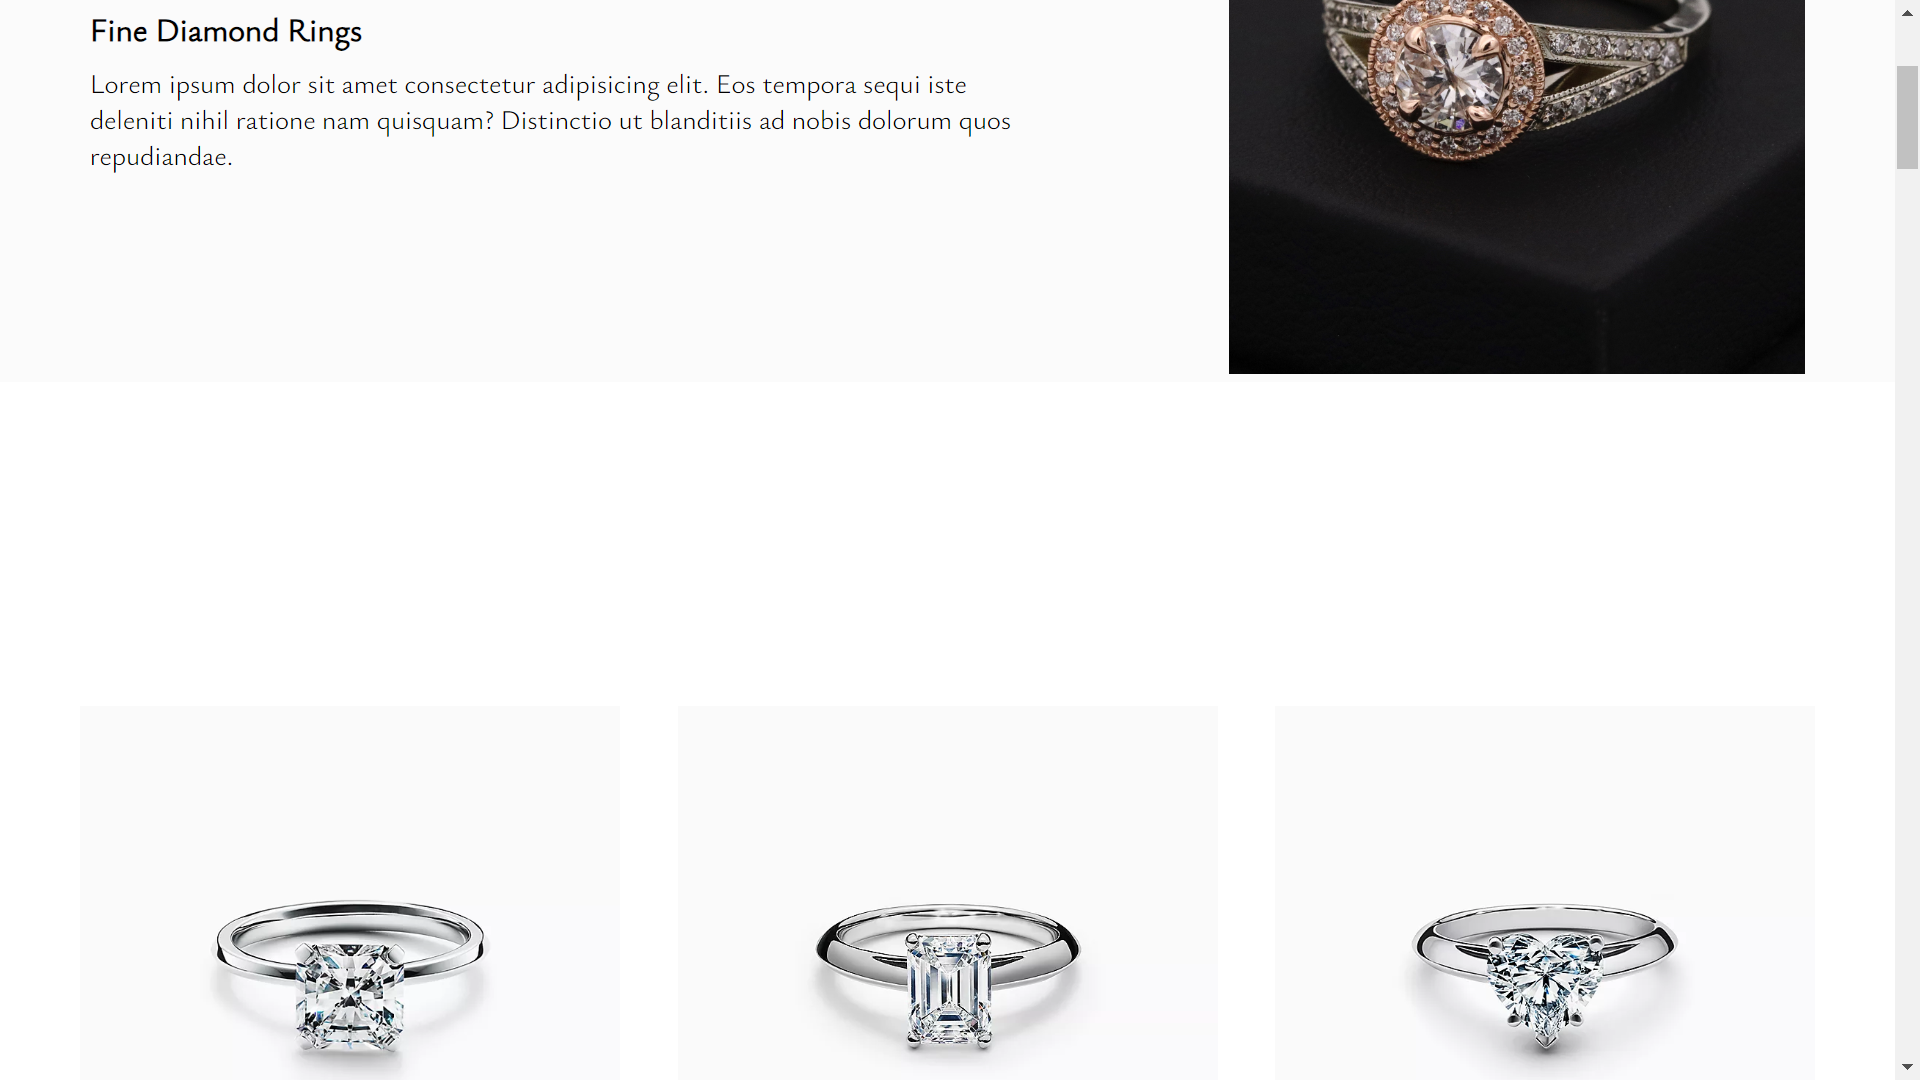 Fine Diamond Rings
Lorem ipsum dolor sit amet consectetur adipisicing elit. Eos tempora sequi iste
deleniti nihil ratione nam quisquam? Distinctio ut blanditiis ad nobis dolorum quos
repudiandae.